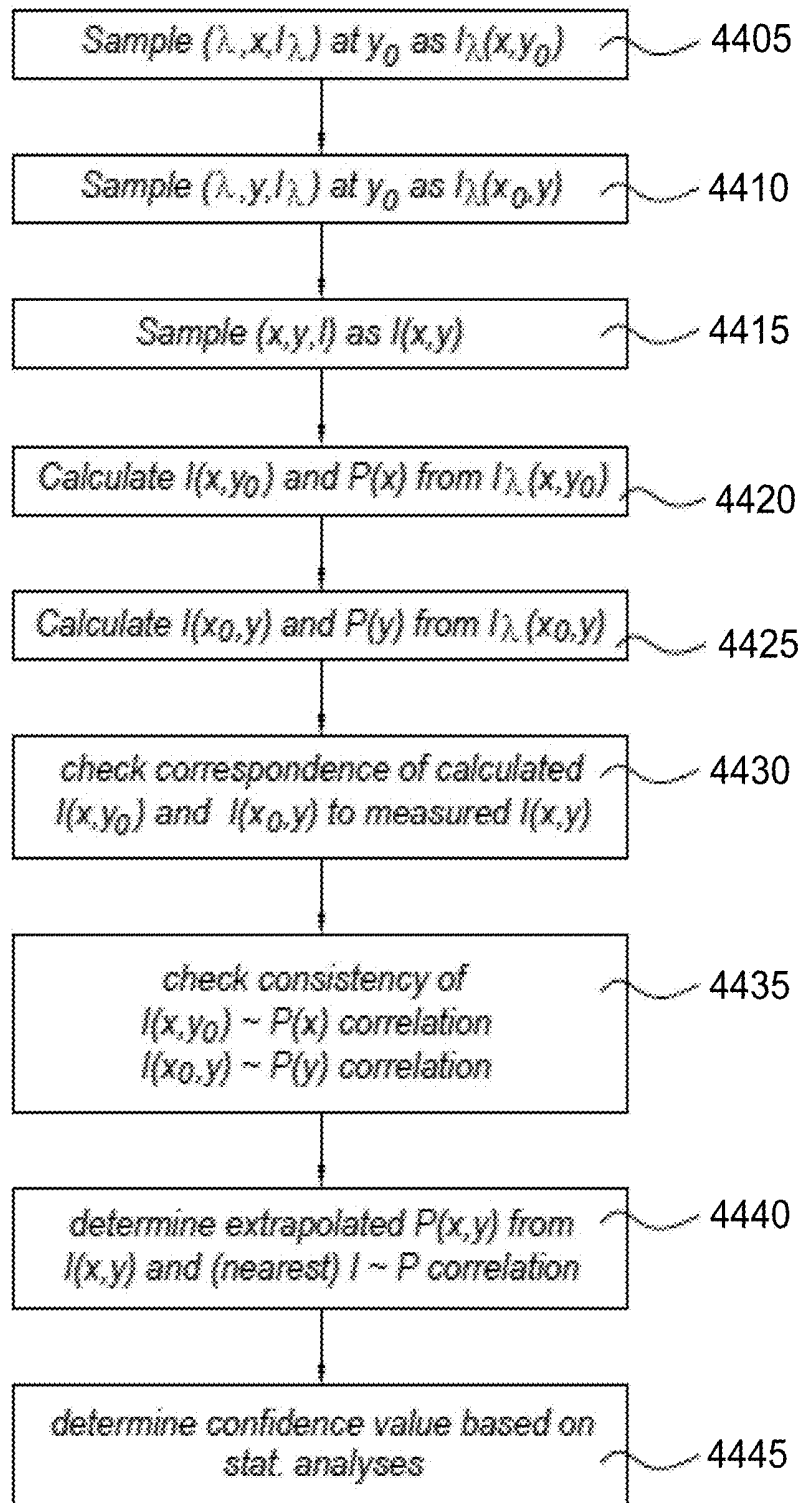 Sample (λ,x,Iλ) at y0 as Iλ(x,y0)
4405
Sample (λ,y,Iλ) at y0 as Iλ(x0,y)
4410
Sample (x,y,I) as I(x,y)
4415
Calculate I(x,y0) and P(x) from Iλ(x,y0)
4420
Calculate I(x0,y) and P(y) from Iλ(x0,y)
4425
check correspondence of calculated
I(x,y0) and I(x0,y) to measured I(x,y)
4430
check consistency of
I(x,y0) ~ P(x) correlation
I(x0,y) ~ P(y) correlation
4435
determine extrapolated P(x,y) from
I(x,y) and (nearest) I ~ P correlation
4440
determine confidence value based on
stat. analyses
4445